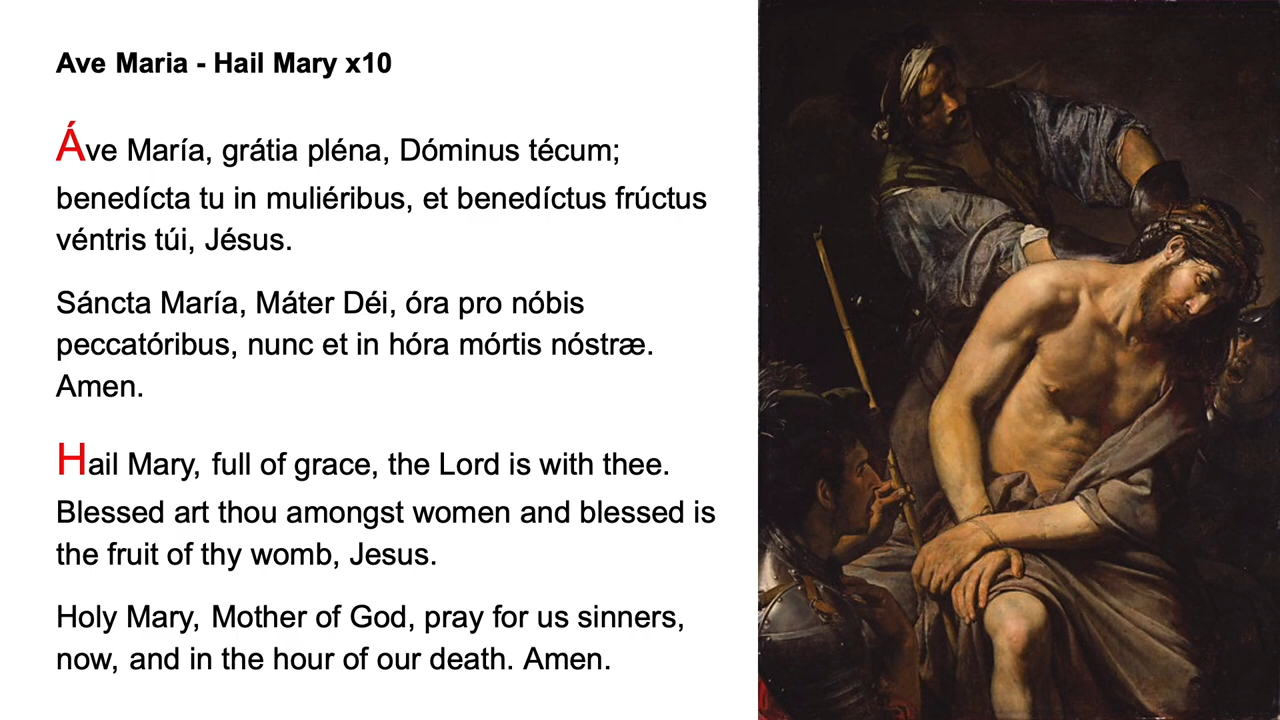 Ave Maria - Hail Mary x10
Áve María, grátia pléna, Dóminus técum;
benedícta tu in muliéribus, et benedíctus frúctus
véntris túi, Jésus.
Sáncta María, Máter Déi, óra pro nóbis
peccatóribus, nunc et in hóra mórtis nóstræ.
Amen.
Hail Mary, full of grace, the Lord is with thee.
Blessed art thou amongst women and blessed is
the fruit of thy womb, Jesus.
Holy Mary, Mother of God, pray for us sinners,
now, and in the hour of our death. Amen.